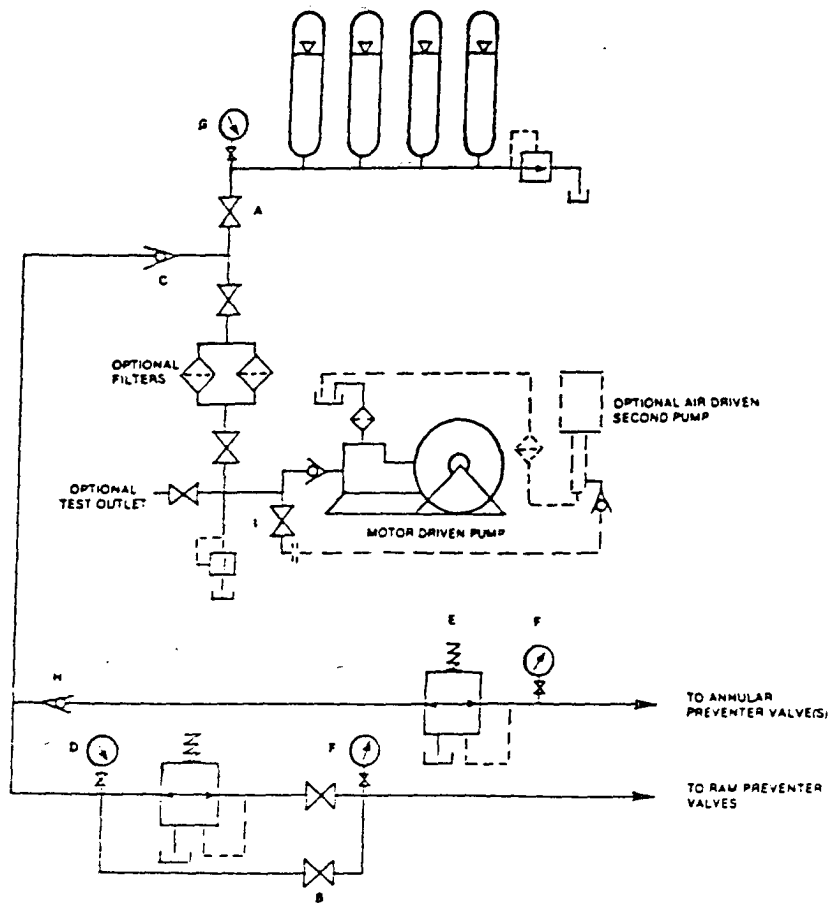 G
A
C
OPTIONAL
FILTERS
OPTIONAL AIR DRIVEN
SECOND PUMP
OPTIONAL
TEST OUTLET
I
MOTOR DRIVEN PUMP
E
F
H
TO ANNULAR
PREVENTER VALVE(S)
D
F
TO RAM PREVENTER
VALVES
B